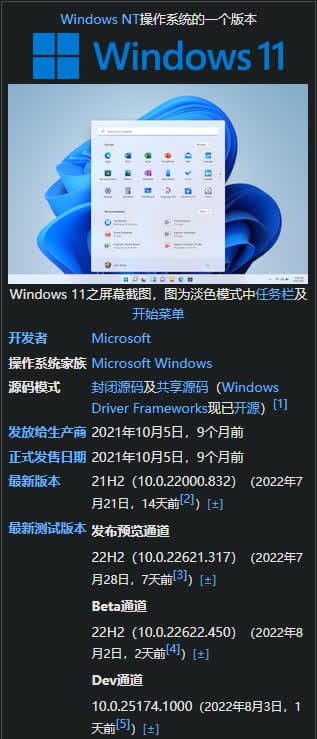 Windows NT操作系统的一个版本
Windows 11
Windows 11之屏幕截图，图为淡色模式中任务栏及
开始菜单
开发者 Microsoft
操作系统家族 Microsoft Windows
源码模式 封闭源码及共享源码（Windows
Driver Frameworks现已开源）[1]
发放给生产商 2021年10月5日，9个月前
正式发售日期 2021年10月5日，9个月前
最新版本 21H2（10.0.22000.832）（2022年7
月21日，14天前[2]）[±]
最新测试版本 发布预览通道
22H2（10.0.22621.317）（2022年7
月28日，7天前[3]）[±]
Beta通道
22H2（10.0.22622.450）（2022年8
月2日，2天前[4]）[±]
Dev通道
10.0.25174.1000（2022年8月3日，1
天前[5]）[±]